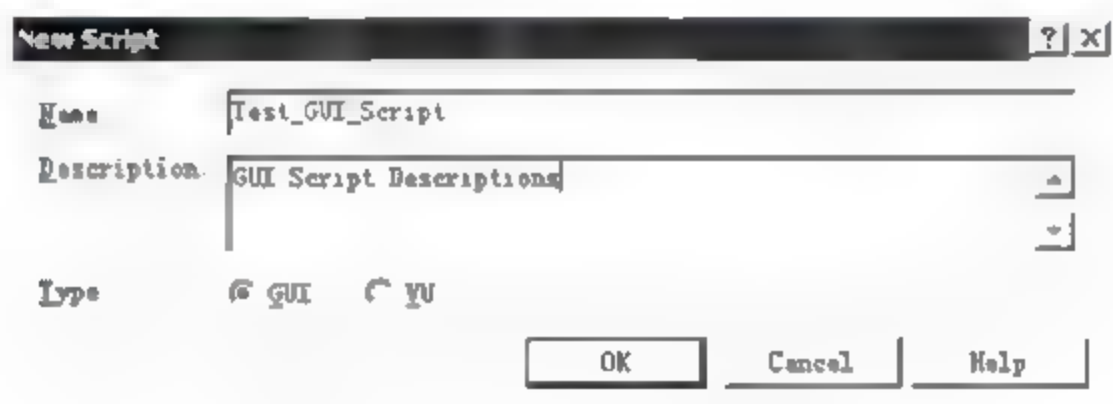 New Script ? X
Name Test_GUI_Script
Description. GUI Script Descriptions
Type GUI VU
OK Cancel Help